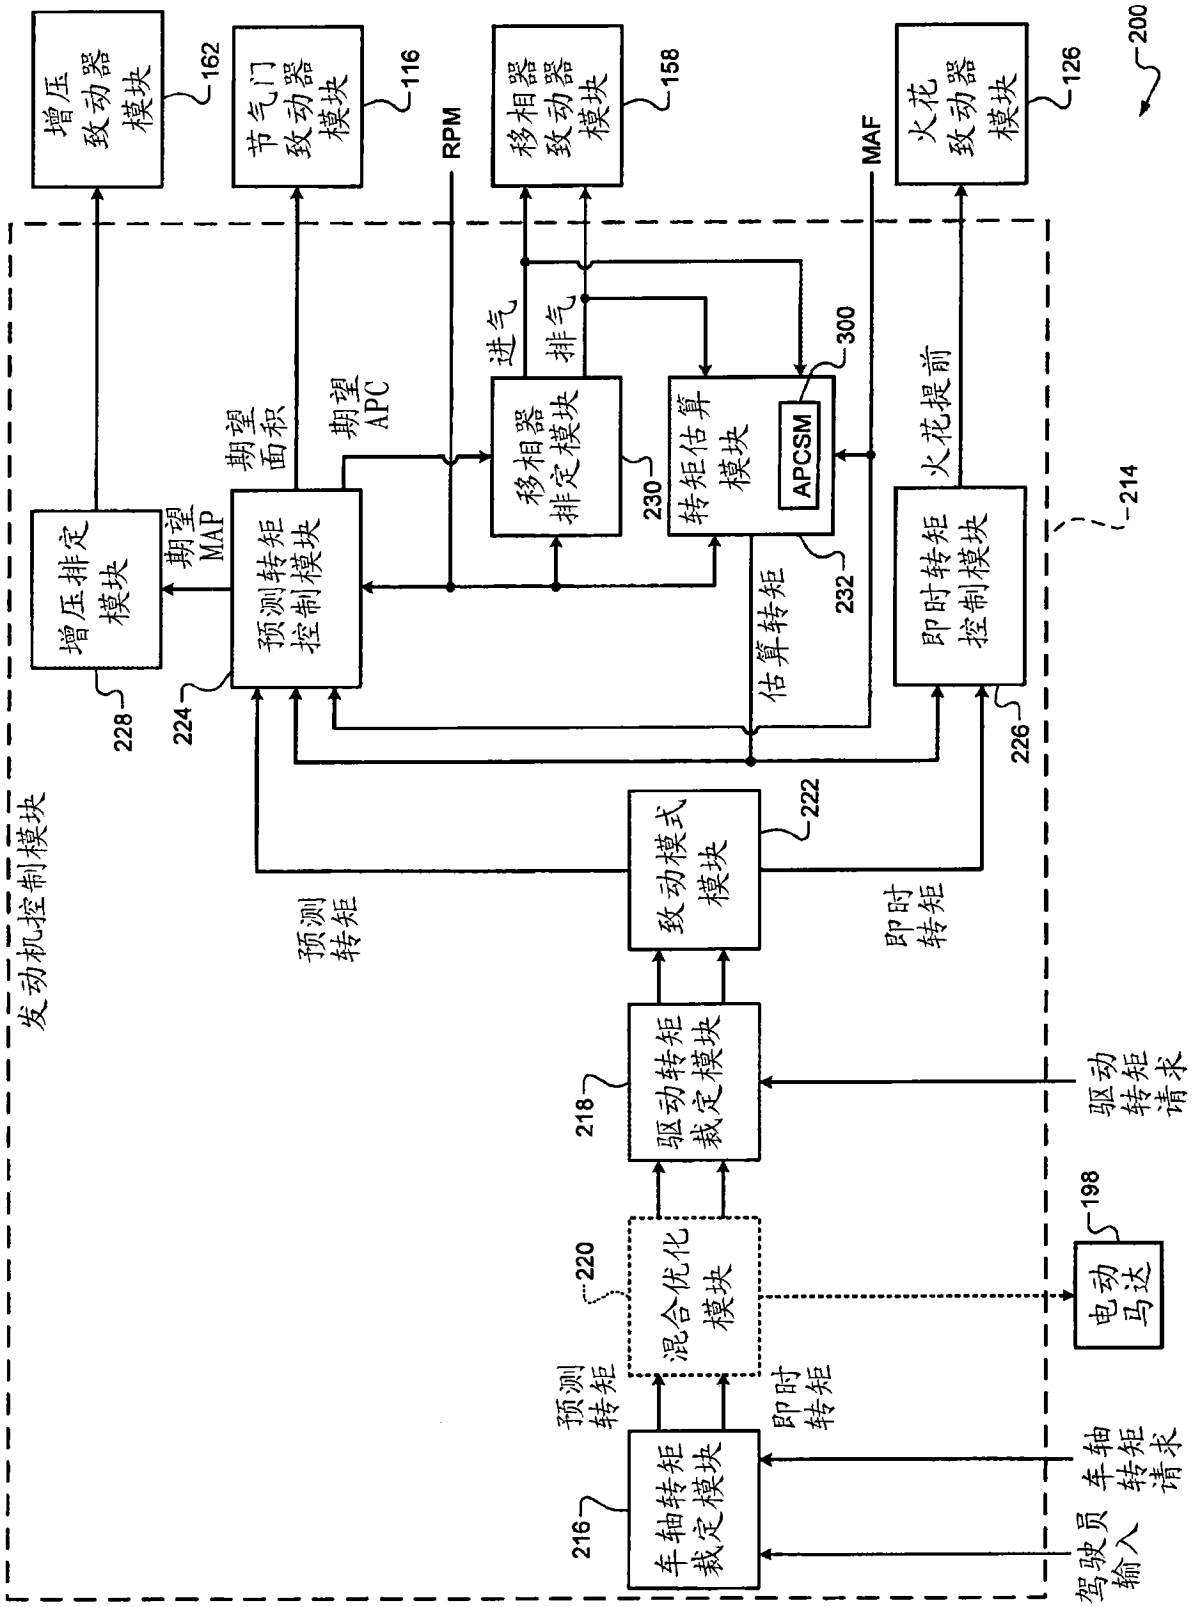 发动机控制模块
驾驶员
输入
车轴
转矩
请求
216
车轴转矩
裁定模块
预测
转矩
即时
转矩
220
混合优化
模块
电动
马达
198
218
驱动转矩
裁定模块
驱动
转矩
请求
致动模式
模块
222
预测
转矩
即时
转矩
228
增压排定
模块
期望
MAP
224
预测转矩
控制模块
期望
面积
期望
APC
移相器
排定模块
230
进气
排气
转矩估算
模块
APCSM
300
232
估算转矩
226
即时转矩
控制模块
火花提前
214
增压
致动器
模块
162
节气门
致动器
模块
116
RPM
移相器
致动器
模块
158
MAF
火花
致动器
模块
126
200